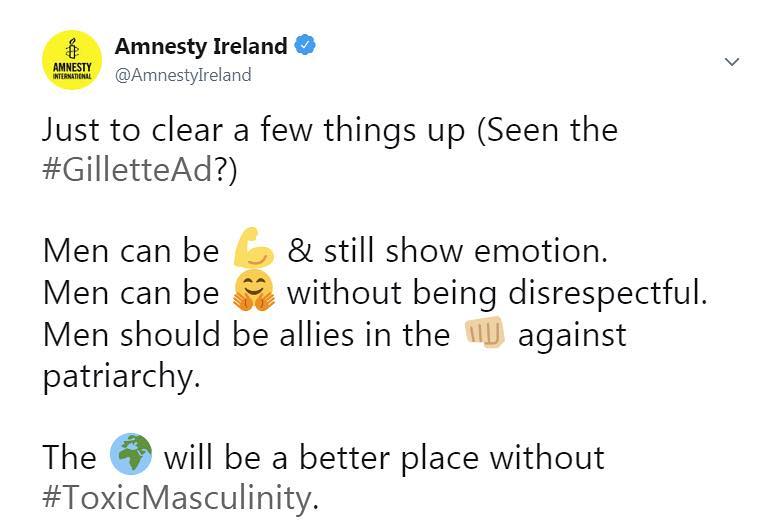 Amnesty Ireland
AMNESTY
INTERNATIONAL
@AmnestyIreland
Just to clear a few things up (Seen the
#GilletteAd?)
Men can be 💪 & still show emotion.
Men can be 🤗 without being disrespectful.
Men should be allies in the 👊🏼 against
patriarchy.
The 🌍 will be a better place without
#ToxicMasculinity.